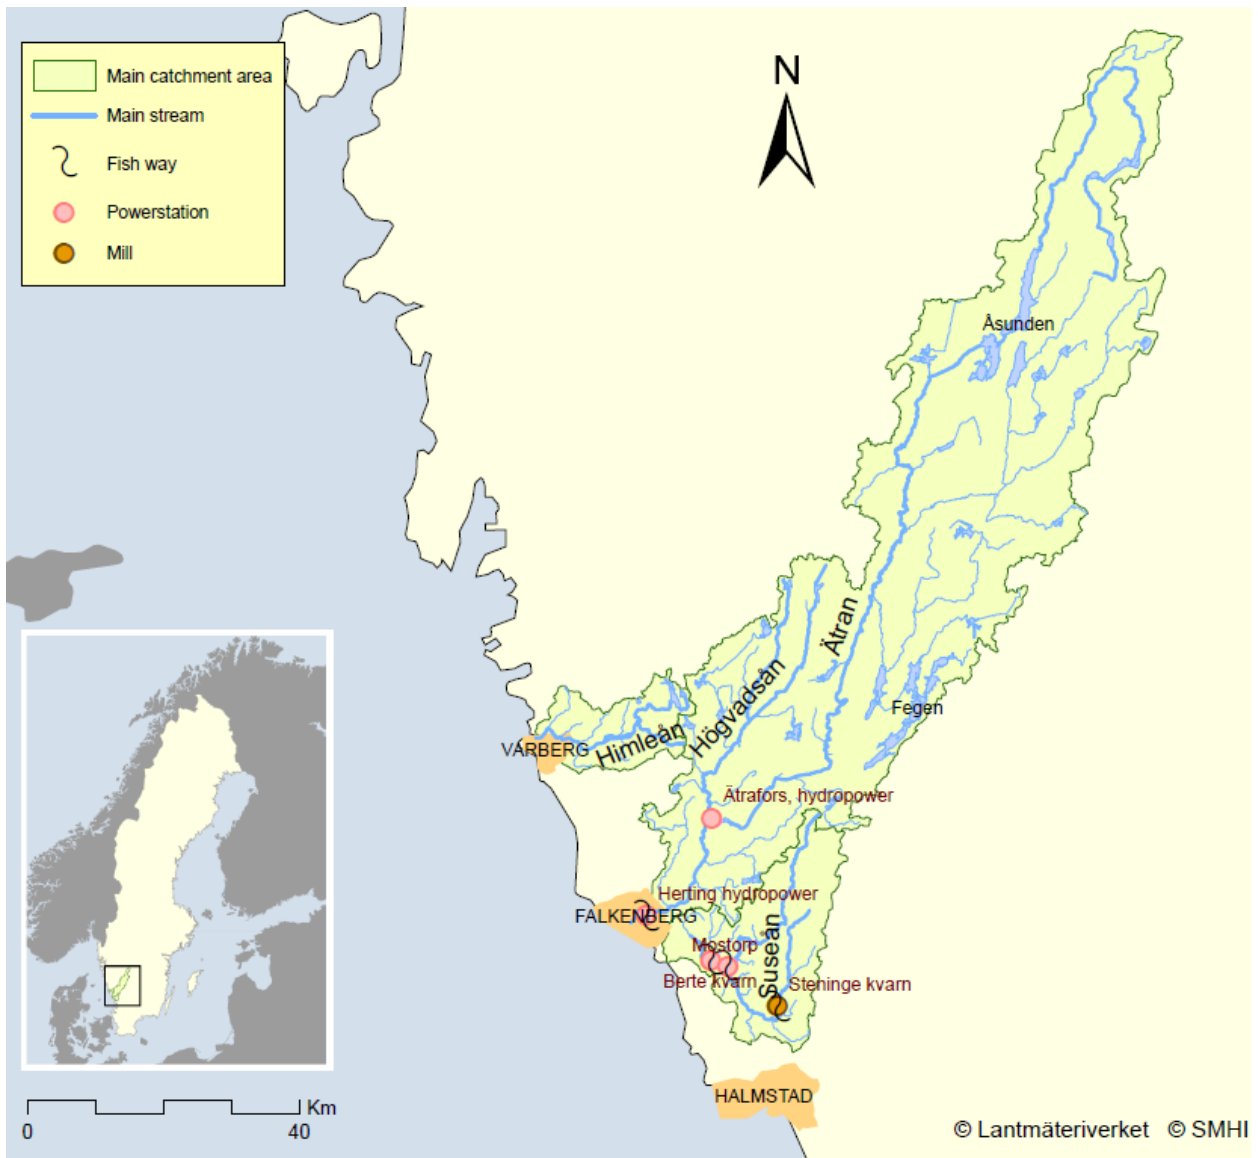 Main catchment area
Main stream
Fish way
Powerstation
Mill
N
Åsunden
Ätran
Högvadsån
Fegen
Himleån
VARBERG
Ätrafors, hydropower
Herting hydropower
FALKENBERG
Suseån
Mostorp
Berte kvarn
Steninge kvarn
HALMSTAD
Km
0 40
© Lantmäteriverket © SMHI